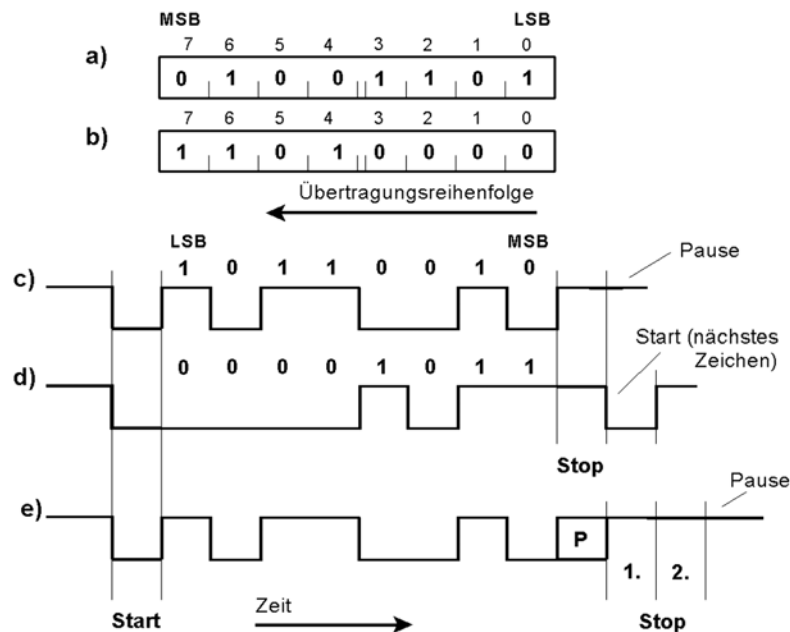 MSB LSB
7 6 5 4 3 2 1 0
a) 0 1 0 0 1 1 0 1
7 6 5 4 3 2 1 0
b) 1 1 0 1 0 0 0 0
Übertragungsreihenfolge
LSB MSB
1 0 1 1 0 0 1 0
Pause
c)
Start (nächstes
Zeichen)
0 0 0 0 1 0 1 1
d)
Stop
Pause
e)
P
1. 2.
Zeit
Start Stop